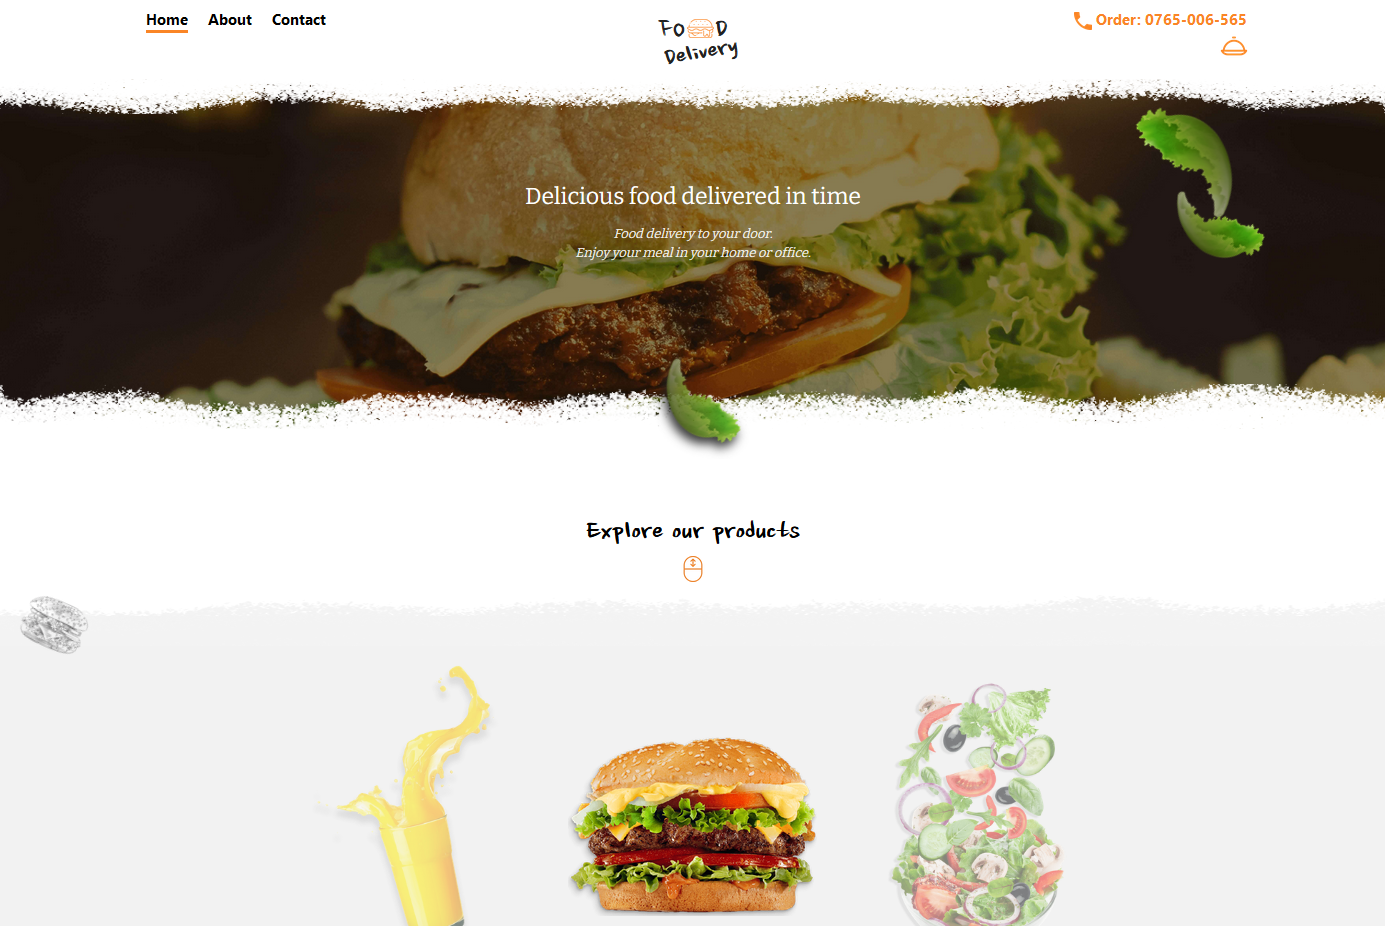 Home About Contact
FOOD
Delivery
Order: 0765-006-565
Delicious food delivered in time
Food delivery to your door.
Enjoy your meal in your home or office.
Explore our products